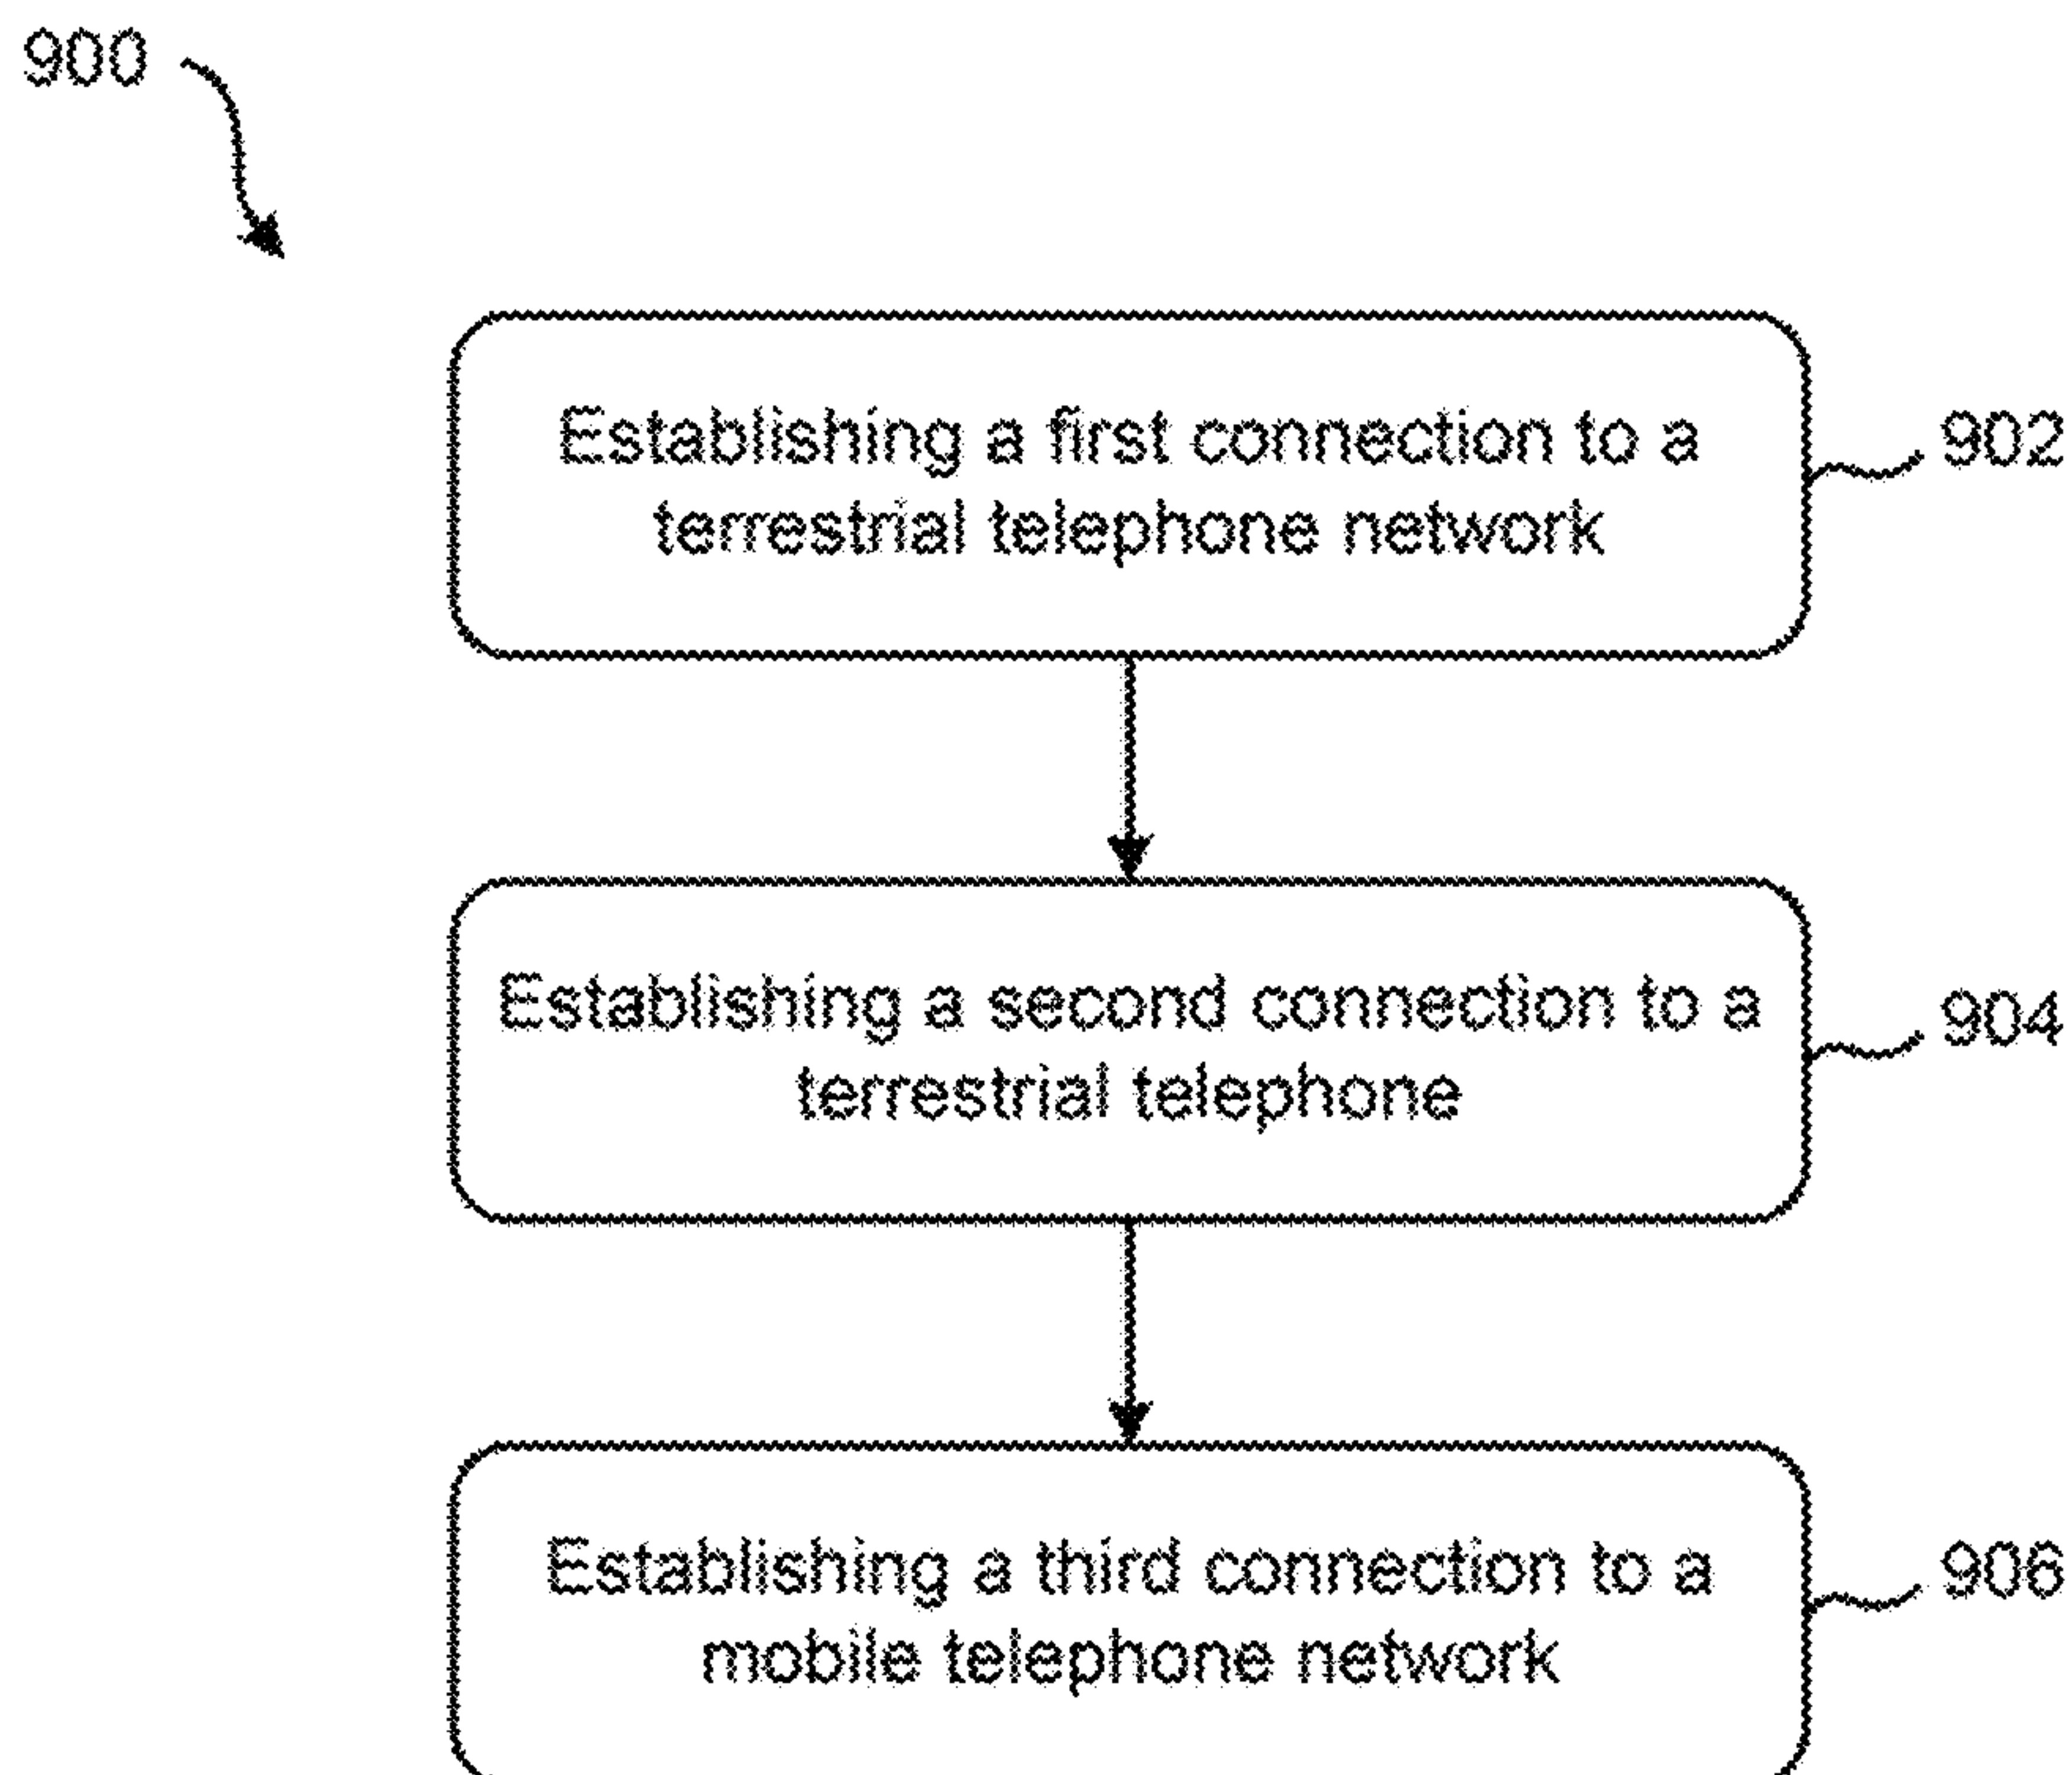 900
Establishing a first connection to a
terrestrial telephone network
902
Establishing a second connection to a
terrestrial telephone
904
Establishing a third connection to a
mobile telephone network
906